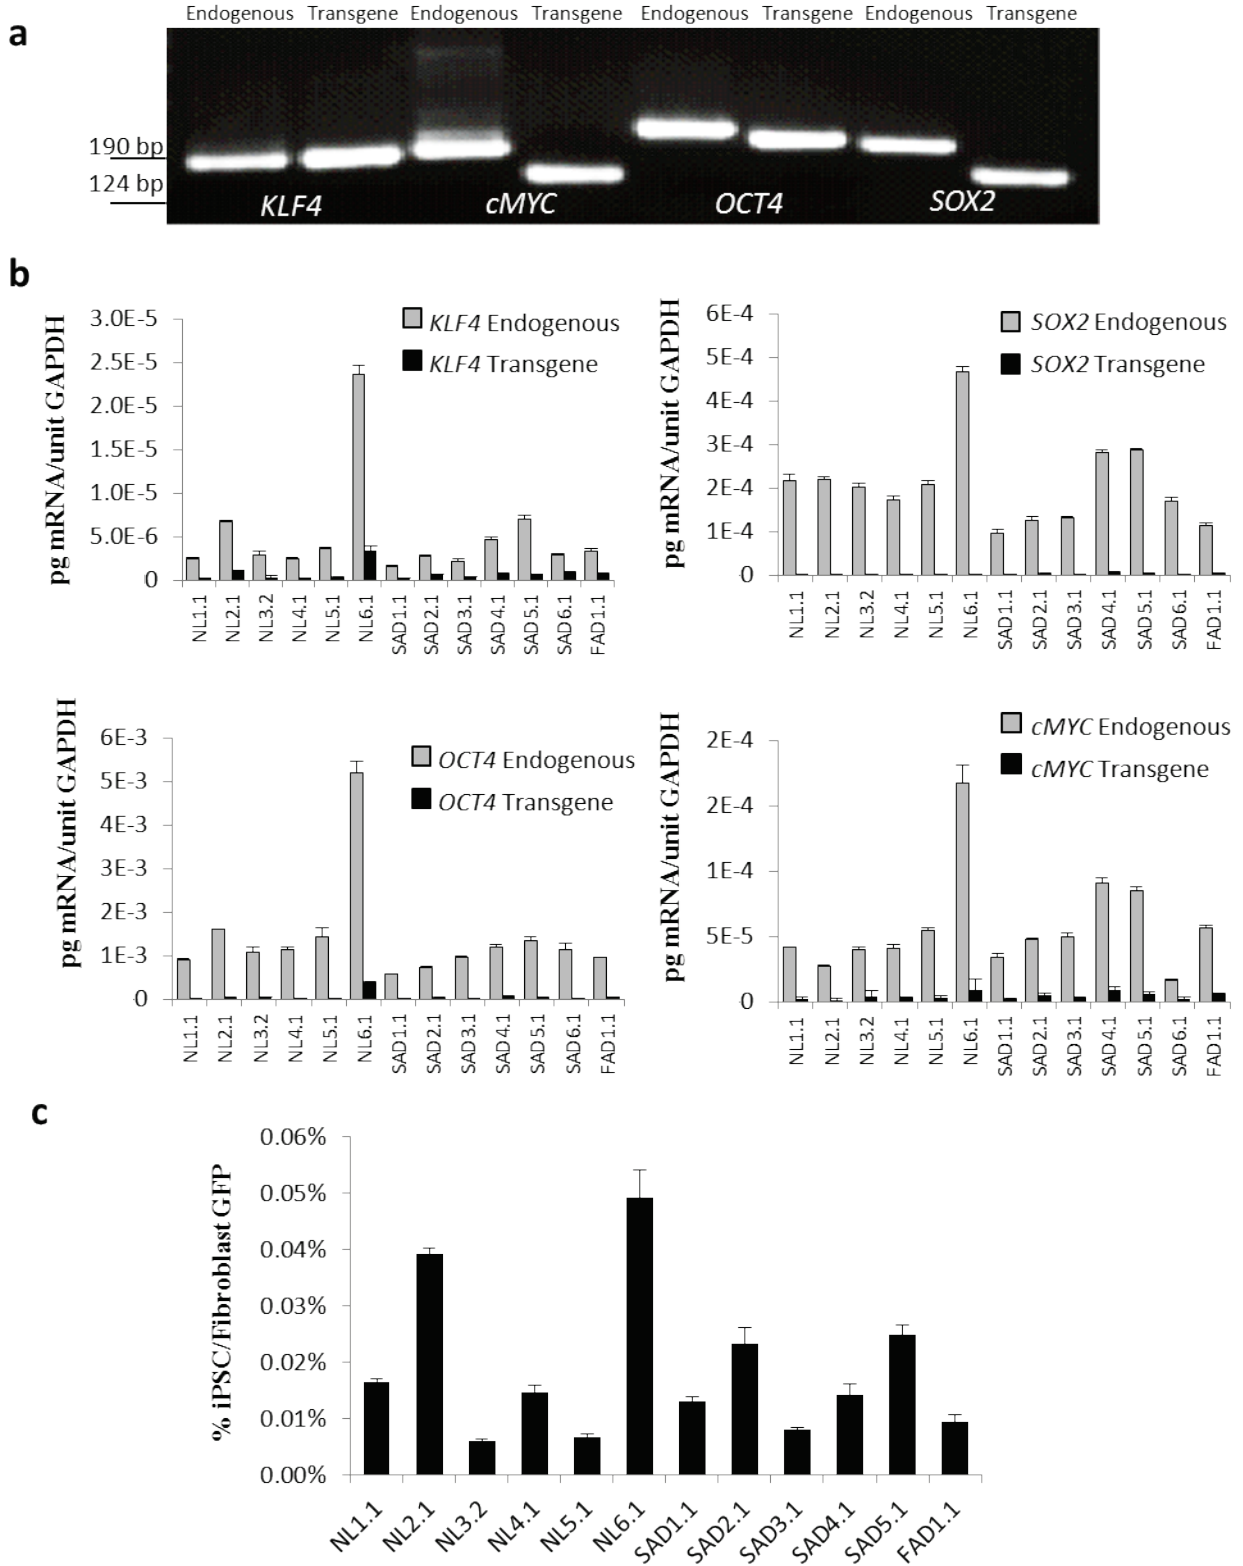 a
Endogenous Transgene Endogenous Transgene Endogenous Transgene Endogenous Transgene
190 bp
124 bp
KLF4 cMYC OCT4 SOX2
b
pg mRNA/unit GAPDH
3.0E-5
2.5E-5
2.0E-5
1.5E-5
1.0E-5
5.0E-6
0
KLF4 Endogenous
KLF4 Transgene
NL1.1 NL2.1 NL3.2 NL4.1 NL5.1 NL6.1 SAD1.1 SAD2.1 SAD3.1 SAD4.1 SAD5.1 SAD6.1 FAD1.1
pg mRNA/unit GAPDH
6E-4
5E-4
4E-4
3E-4
2E-4
1E-4
0
SOX2 Endogenous
SOX2 Transgene
NL1.1 NL2.1 NL3.2 NL4.1 NL5.1 NL6.1 SAD1.1 SAD2.1 SAD3.1 SAD4.1 SAD5.1 SAD6.1 FAD1.1
pg mRNA/unit GAPDH
6E-3
5E-3
4E-3
3E-3
2E-3
1E-3
0
OCT4 Endogenous
OCT4 Transgene
NL1.1 NL2.1 NL3.2 NL4.1 NL5.1 NL6.1 SAD1.1 SAD2.1 SAD3.1 SAD4.1 SAD5.1 SAD6.1 FAD1.1
pg mRNA/unit GAPDH
2E-4
2E-4
1E-4
5E-5
0
cMYC Endogenous
cMYC Transgene
NL1.1 NL2.1 NL3.2 NL4.1 NL5.1 NL6.1 SAD1.1 SAD2.1 SAD3.1 SAD4.1 SAD5.1 SAD6.1 FAD1.1
c
% iPSC/Fibroblast GFP
0.06%
0.05%
0.04%
0.03%
0.02%
0.01%
0.00%
NL1.1 NL2.1 NL3.2 NL4.1 NL5.1 NL6.1 SAD1.1 SAD2.1 SAD3.1 SAD4.1 SAD5.1 FAD1.1